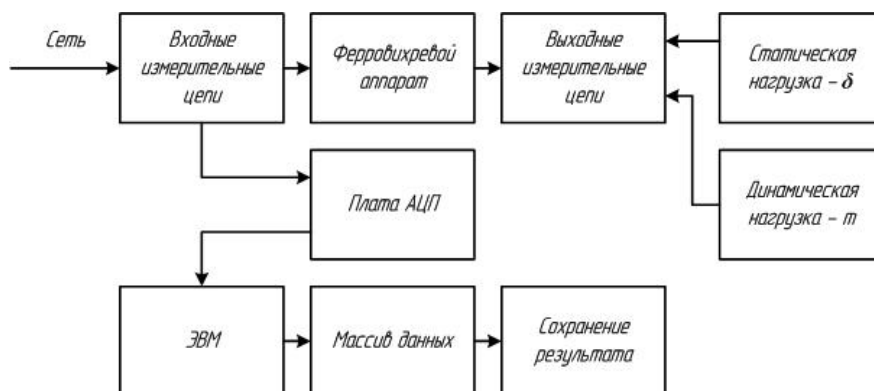 Сеть
Входные
измерительные
цепи
Ферровихревой
аппарат
Выходные
измерительные
цепи
Статическая
нагрузка – δ
Плата АЦП
Динамическая
нагрузка – m
ЭВМ
Массив данных
Сохранение
результата